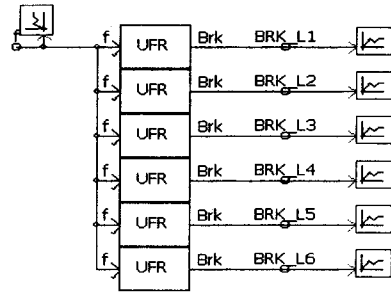 f
f UFR Brk BRK_L1
f UFR Brk BRK_L2
f UFR Brk BRK_L3
f UFR Brk BRK_L4
f UFR Brk BRK_L5
f UFR Brk BRK_L6